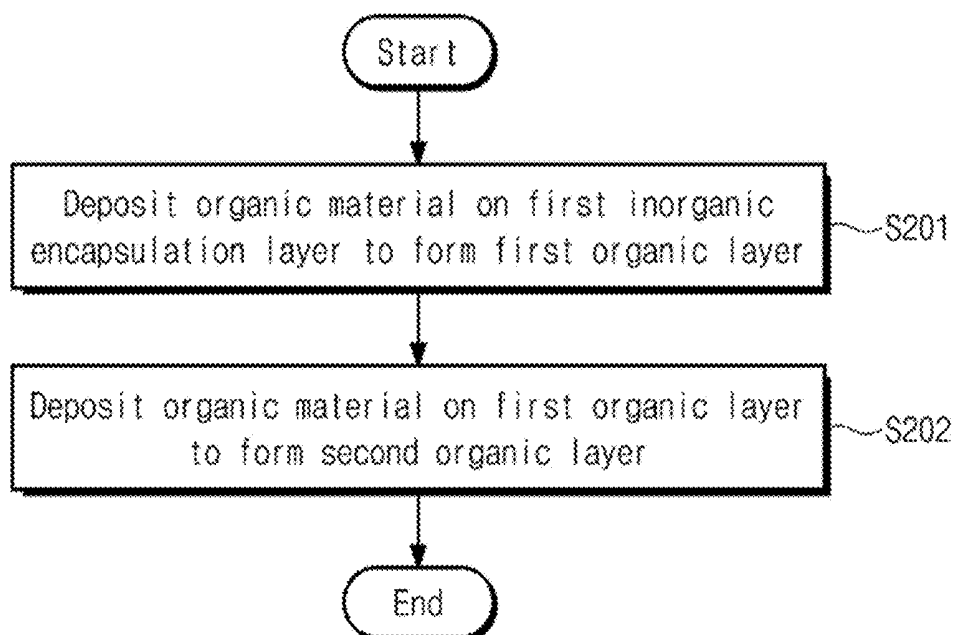 Start
Deposit organic material on first inorganic
encapsulation layer to form first organic layer
S201
Deposit organic material on first organic layer
to form second organic layer
S202
End